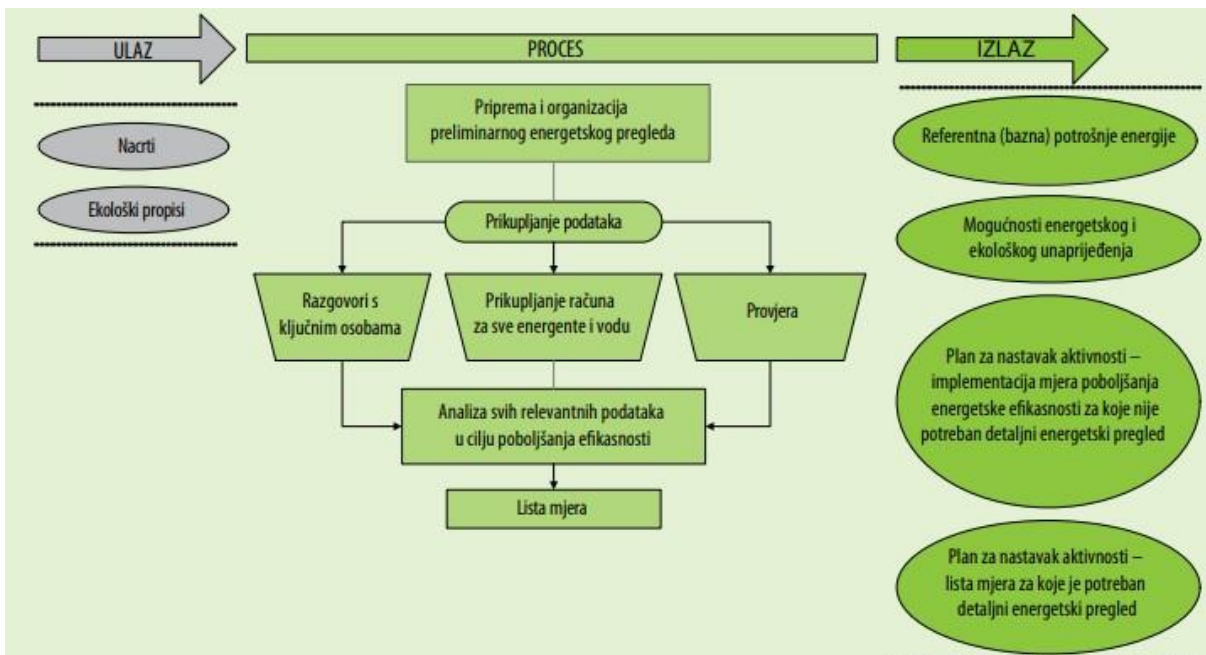 ULAZ
PROCES
IZLAZ
Nacrti
Ekološki propisi
Priprema i organizacija
preliminarnog energetskog pregleda
Prikupljanje podataka
Razgovori s
ključnim osobama
Prikupljanje računa
za sve energente i vodu
Provjera
Analiza svih relevantnih podataka
u cilju poboljšanja efikasnosti
Lista mjera
Referentna (bazna) potrošnje energije
Mogućnosti energetskog i
ekološkog unaprijeđenja
Plan za nastavak aktivnosti –
implementacija mjera poboljšanja
energetske efikasnosti za koje nije
potreban detaljni energetski pregled
Plan za nastavak aktivnosti –
lista mjera za koje je potreban
detaljni energetski pregled